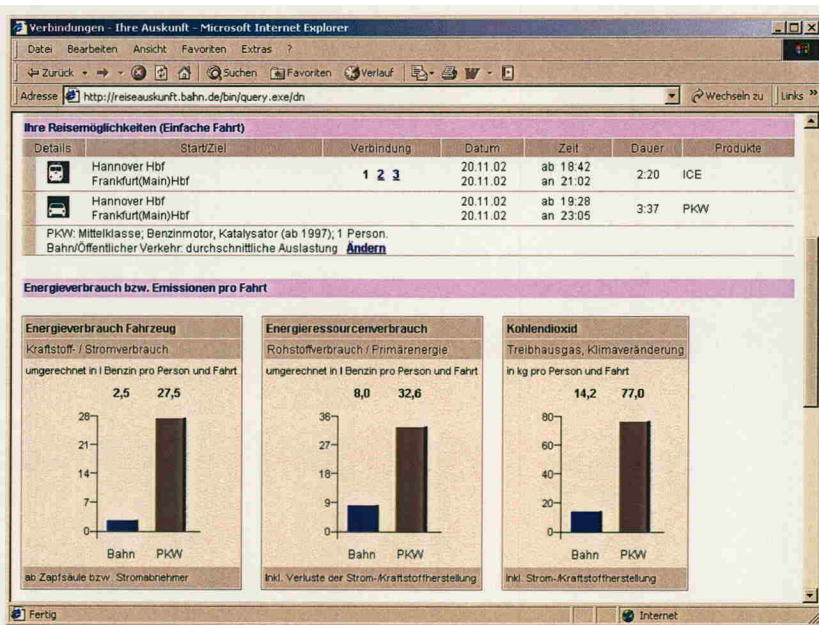 Verbindungen - Ihre Auskunft - Microsoft Internet Explorer
Datei Bearbeiten Ansicht Favoriten Extras ?
Zurück Suchen Favoriten Verlauf
Adresse http://reiseauskunft.bahn.de/bin/query.exe/dn Wechseln zu Links »
Ihre Reisemöglichkeiten (Einfache Fahrt)
Details Start/Ziel Verbindung Datum Zeit Dauer Produkte
Hannover Hbf 20.11.02 ab 18:42
1 2 3 2:20 ICE
Frankfurt(Main)Hbf 20.11.02 an 21:02
Hannover Hbf 20.11.02 ab 19:28
3:37 PKW
Frankfurt(Main)Hbf 20.11.02 an 23:05
PKW: Mittelklasse; Benzinmotor, Katalysator (ab 1997); 1 Person.
Bahn/Öffentlicher Verkehr: durchschnittliche Auslastung Ändern
Energieverbrauch bzw. Emissionen pro Fahrt
Energieverbrauch Fahrzeug
Kraftstoff- / Stromverbrauch
umgerechnet in l Benzin pro Person und Fahrt
2,5 27,5
28
21
14
7
0
Bahn PKW
ab Zapfsäule bzw. Stromabnehmer
Energieressourcenverbrauch
Rohstoffverbrauch / Primärenergie
umgerechnet in l Benzin pro Person und Fahrt
8,0 32,6
36
27
18
9
0
Bahn PKW
Inkl. Verluste der Strom-/Kraftstoffherstellung
Kohlendioxid
Treibhausgas, Klimaveränderung
in kg pro Person und Fahrt
14,2 77,0
80
60
40
20
0
Bahn PKW
Inkl. Strom-/Kraftstoffherstellung
Fertig Internet